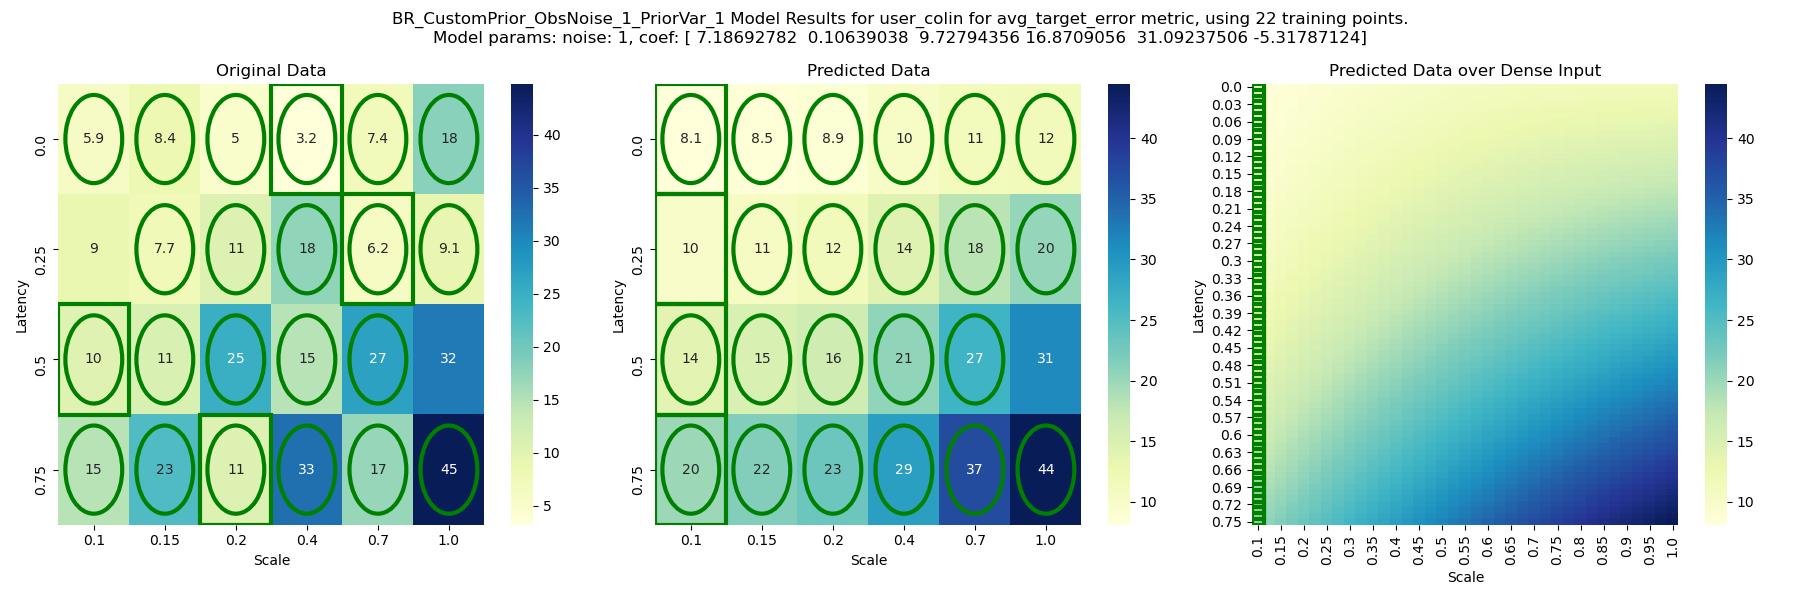 BR_CustomPrior_ObsNoise_1_PriorVar_1 Model Results for user_colin for avg_target_error metric, using 22 training points.
Model params: noise: 1, coef: [ 7.18692782  0.10639038  9.72794356 16.8709056  31.09237506 -5.31787124]
Original Data
Latency
0.0
0.25
0.5
0.75
5.9 8.4 5 3.2 7.4 18
9 7.7 11 18 6.2 9.1
10 11 25 15 27 32
15 23 11 33 17 45
0.1 0.15 0.2 0.4 0.7 1.0
Scale
40
35
30
25
20
15
10
5
Predicted Data
Latency
0.0
0.25
0.5
0.75
8.1 8.5 8.9 10 11 12
10 11 12 14 18 20
14 15 16 21 27 31
20 22 23 29 37 44
0.1 0.15 0.2 0.4 0.7 1.0
Scale
40
35
30
25
20
15
10
Predicted Data over Dense Input
Latency
0.0
0.03
0.06
0.09
0.12
0.15
0.18
0.21
0.24
0.27
0.3
0.33
0.36
0.39
0.42
0.45
0.48
0.51
0.54
0.57
0.6
0.63
0.66
0.69
0.72
0.75
0.1 0.15 0.2 0.25 0.3 0.35 0.4 0.45 0.5 0.55 0.6 0.65 0.7 0.75 0.8 0.85 0.9 0.95 1.0
Scale
40
35
30
25
20
15
10